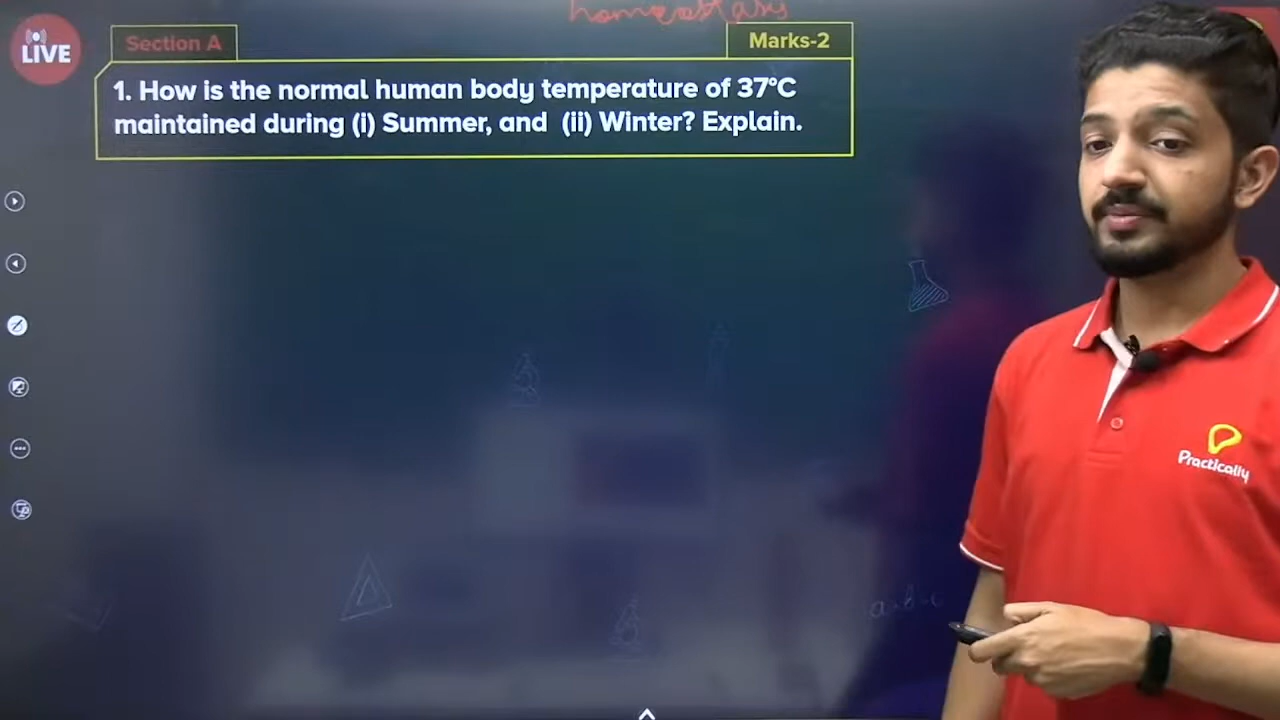 homeostasis
LIVE
Section A
Marks-2
1. How is the normal human body temperature of 37°C
maintained during (i) Summer, and (ii) Winter? Explain.
Practically